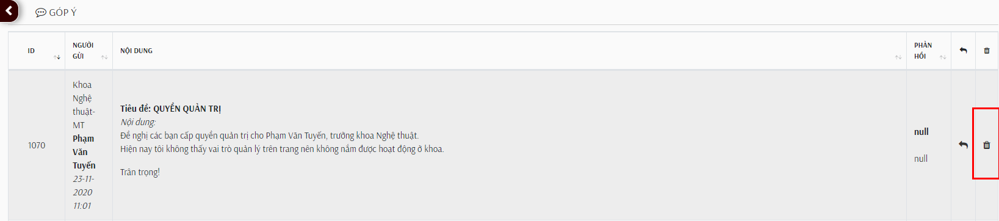 GÓP Ý
ID
NGƯỜI
GỬI
NỘI DUNG
PHẢN
HỒI
1070
Khoa
Nghệ
thuật-
MT
Phạm
Văn
Tuyến
23-11-
2020
11:01
Tiêu đề: QUYỀN QUẢN TRỊ
Nội dung:
Đề nghị các bạn cấp quyền quản trị cho Phạm Văn Tuyến, trưởng khoa Nghệ thuật.
Hiện nay tôi không thấy vai trò quản lý trên trang nên không nắm được hoạt động ở khoa.
Trân trọng!
null
null